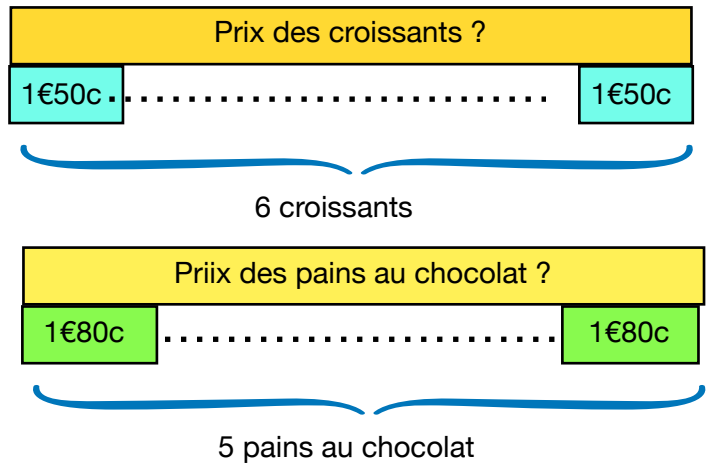 Prix des croissants ?
1€50c 1€50c
6 croissants
Priix des pains au chocolat ?
1€80c 1€80c
5 pains au chocolat